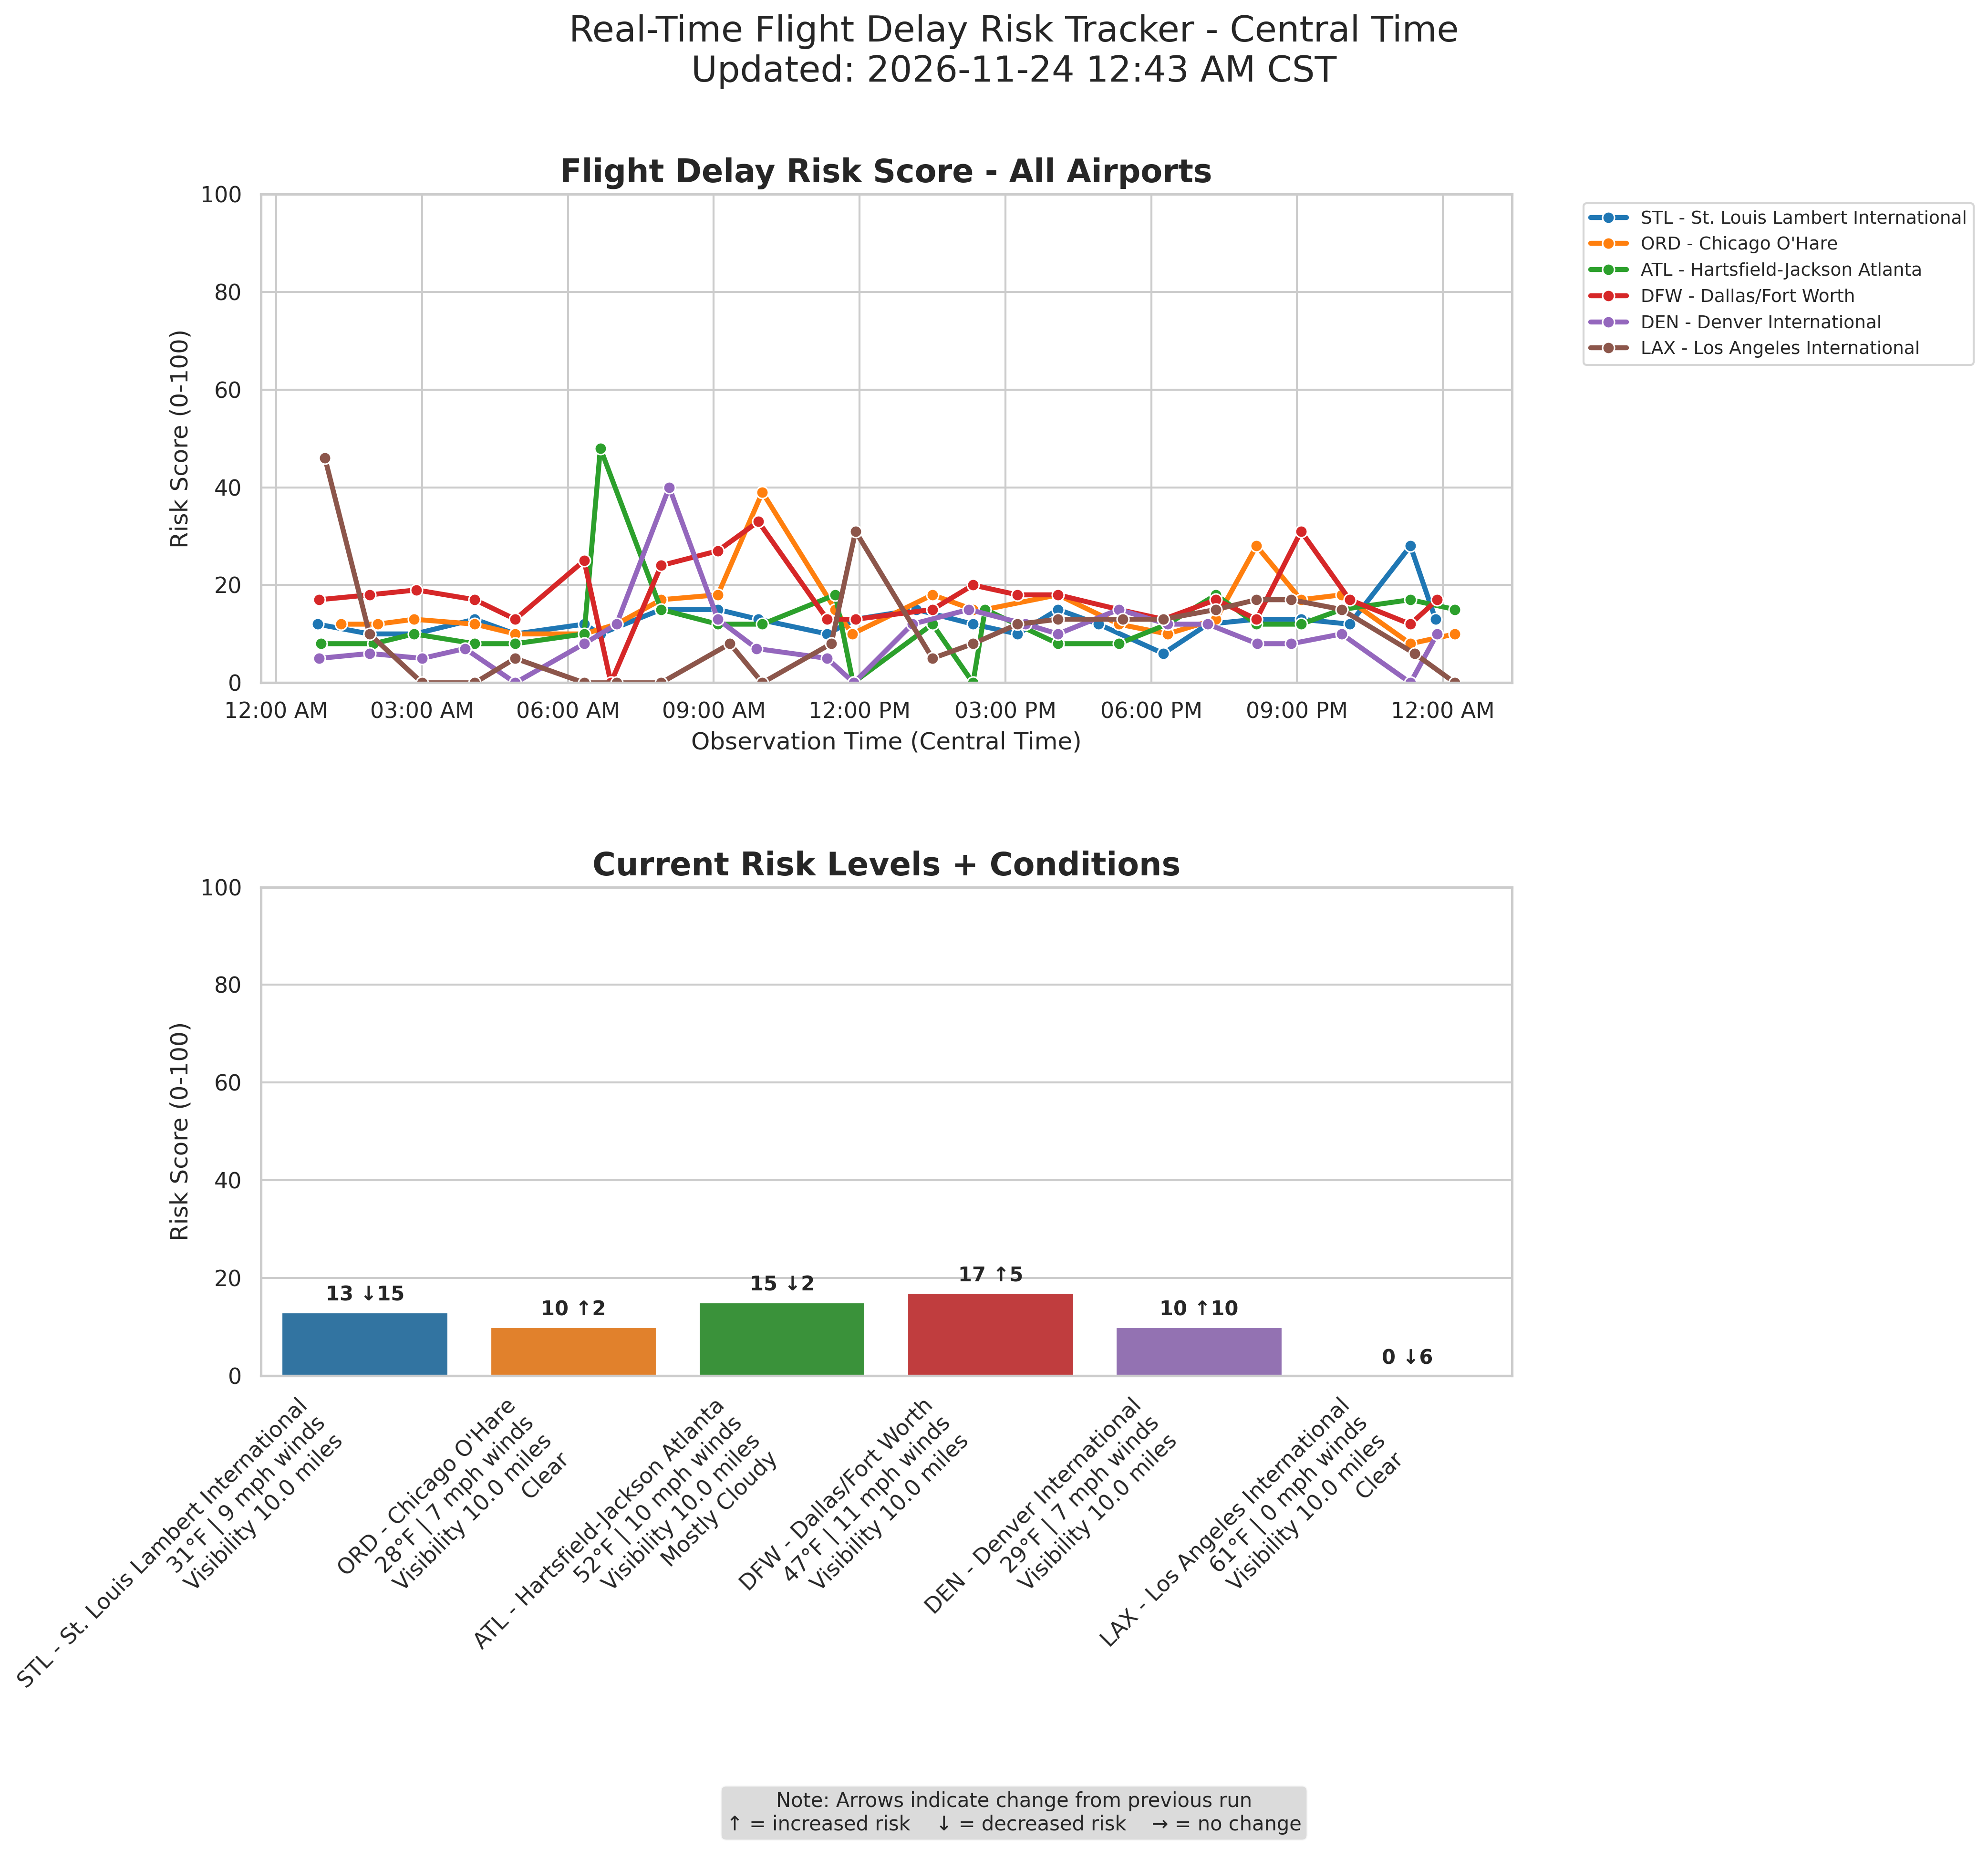 Real-Time Flight Delay Risk Tracker - Central Time
Updated: 2026-11-24 12:43 AM CST
Flight Delay Risk Score - All Airports
100
80
60
40
20
0
Risk Score (0-100)
12:00 AM
03:00 AM
06:00 AM
09:00 AM
12:00 PM
03:00 PM
06:00 PM
09:00 PM
12:00 AM
Observation Time (Central Time)
STL - St. Louis Lambert International
ORD - Chicago O'Hare
ATL - Hartsfield-Jackson Atlanta
DFW - Dallas/Fort Worth
DEN - Denver International
LAX - Los Angeles International
Current Risk Levels + Conditions
100
80
60
40
20
0
Risk Score (0-100)
13 ↓15
10 ↑2
15 ↓2
17 ↑5
10 ↑10
0 ↓6
STL - St. Louis Lambert International
31°F | 9 mph winds
Visibility 10.0 miles
ORD - Chicago O'Hare
28°F | 7 mph winds
Visibility 10.0 miles
Clear
ATL - Hartsfield-Jackson Atlanta
52°F | 10 mph winds
Visibility 10.0 miles
Mostly Cloudy
DFW - Dallas/Fort Worth
47°F | 11 mph winds
Visibility 10.0 miles
DEN - Denver International
29°F | 7 mph winds
Visibility 10.0 miles
LAX - Los Angeles International
61°F | 0 mph winds
Visibility 10.0 miles
Clear
Note: Arrows indicate change from previous run
↑ = increased risk ↓ = decreased risk → = no change